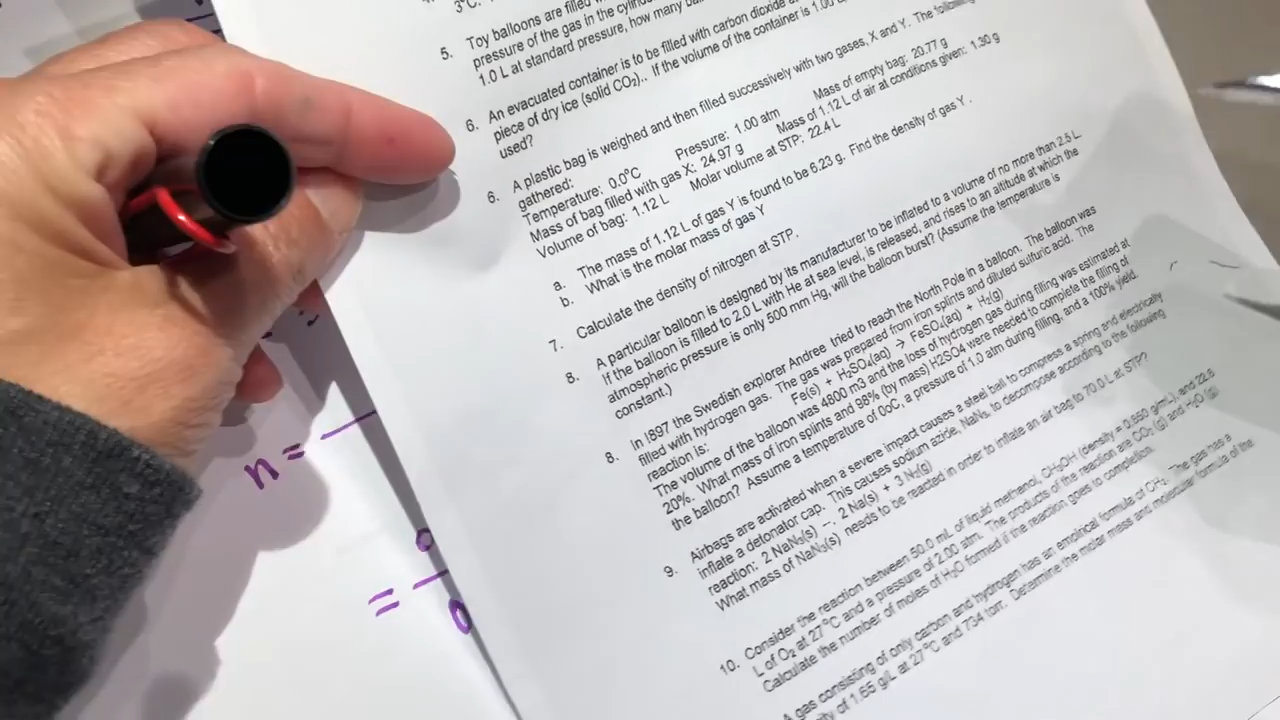 3°C.
5. Toy balloons are filled
pressure of the gas in the
1.0 L at standard pressure, how many
6. An evacuated container is to be filled with carbon dioxide
piece of dry ice (solid CO₂).. If the volume of the container is 1.00
used?
6. A plastic bag is weighed and then filled successively with two gases, X and Y. The
gathered:
Temperature: 0.0°C Pressure: 1.00 atm Mass of empty bag: 20.77 g
Mass of bag filled with gas X: 24.97 g Mass of 1.12 L of air at conditions given: 1.30 g
Volume of bag: 1.12 L Molar volume at STP: 22.4 L
a. The mass of 1.12 L of gas Y is found to be 6.23 g. Find the density of gas Y .
b. What is the molar mass of gas Y
7. Calculate the density of nitrogen at STP.
8. A particular balloon is designed by its manufacturer to be inflated to a volume of no more than 2.5 L.
If the balloon is filled to 2.0 L with He at sea level, is released, and rises to an altitude at which the
atmospheric pressure is only 500 mm Hg, will the balloon burst? (Assume the temperature is
constant.)
8. In 1897 the Swedish explorer Andree tried to reach the North Pole in a balloon. The balloon was
filled with hydrogen gas. The gas was prepared from iron splints and diluted sulfuric acid. The
reaction is: Fe(s) + H₂SO₄(aq) → FeSO₄(aq) + H₂(g)
The volume of the balloon was 4800 m3 and the loss of hydrogen gas during filling was estimated at
20%. What mass of iron splints and 98% (by mass) H2SO4 were needed to complete the filling of
the balloon? Assume a temperature of 0oC, a pressure of 1.0 atm during filling, and a 100% yield.
9. Airbags are activated when a severe impact causes a steel ball to compress a spring and electrically
inflate a detonator cap. This causes sodium azide, NaN₃, to decompose according to the following
reaction: 2 NaN₃(s) → 2 Na(s) + 3 N₂(g)
What mass of NaN₃(s) needs to be reacted in order to inflate an air bag to 70.0 L at STP?
10. Consider the reaction between 50.0 mL of liquid methanol, CH₃OH (density = 0.850 g/mL), and 22.8
L of O₂ at 27°C and a pressure of 2.00 atm. The products of the reaction are CO₂ (g) and H₂O (g)
Calculate the number of moles of H₂O formed if the reaction goes to completion.
A gas consisting of only carbon and hydrogen has an empirical formula of CH₂. The gas has a
of 1.65 g/L at 27°C and 734 torr. Determine the molar mass and molecular formula of the
n =
=